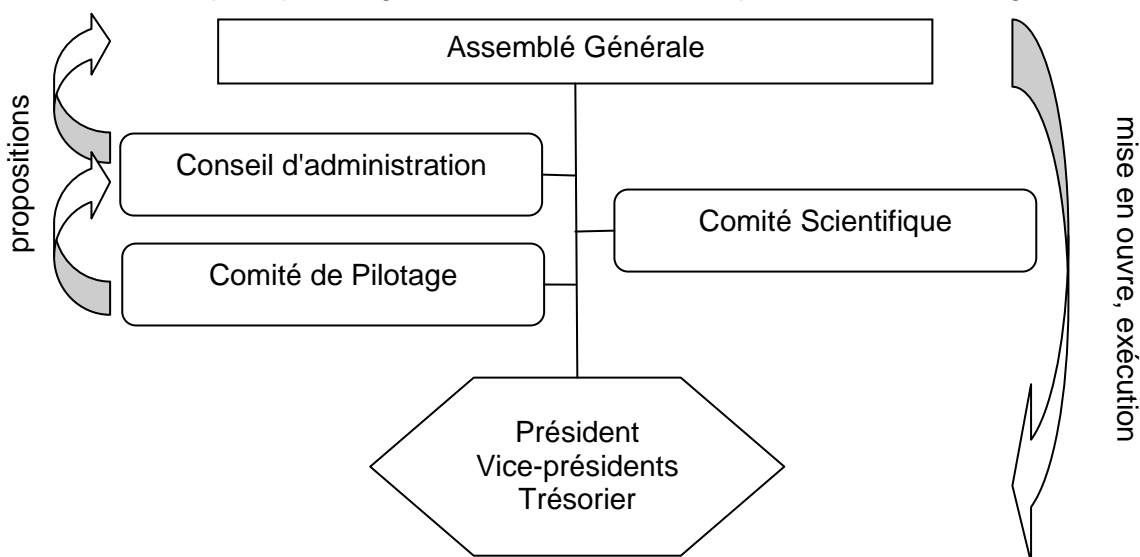 Assemblé Générale
propositions
Conseil d'administration
Comité Scientifique
Comité de Pilotage
mise en ouvre, exécution
Président
Vice-présidents
Trésorier